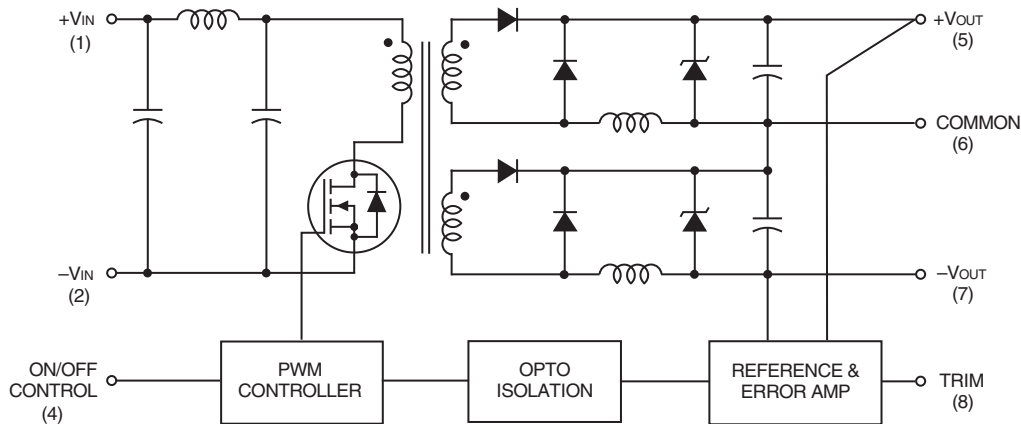 +VIN
(1)
+VOUT
(5)
COMMON
(6)
–VIN
(2)
–VOUT
(7)
ON/OFF
CONTROL
(4)
PWM
CONTROLLER
OPTO
ISOLATION
REFERENCE &
ERROR AMP
TRIM
(8)